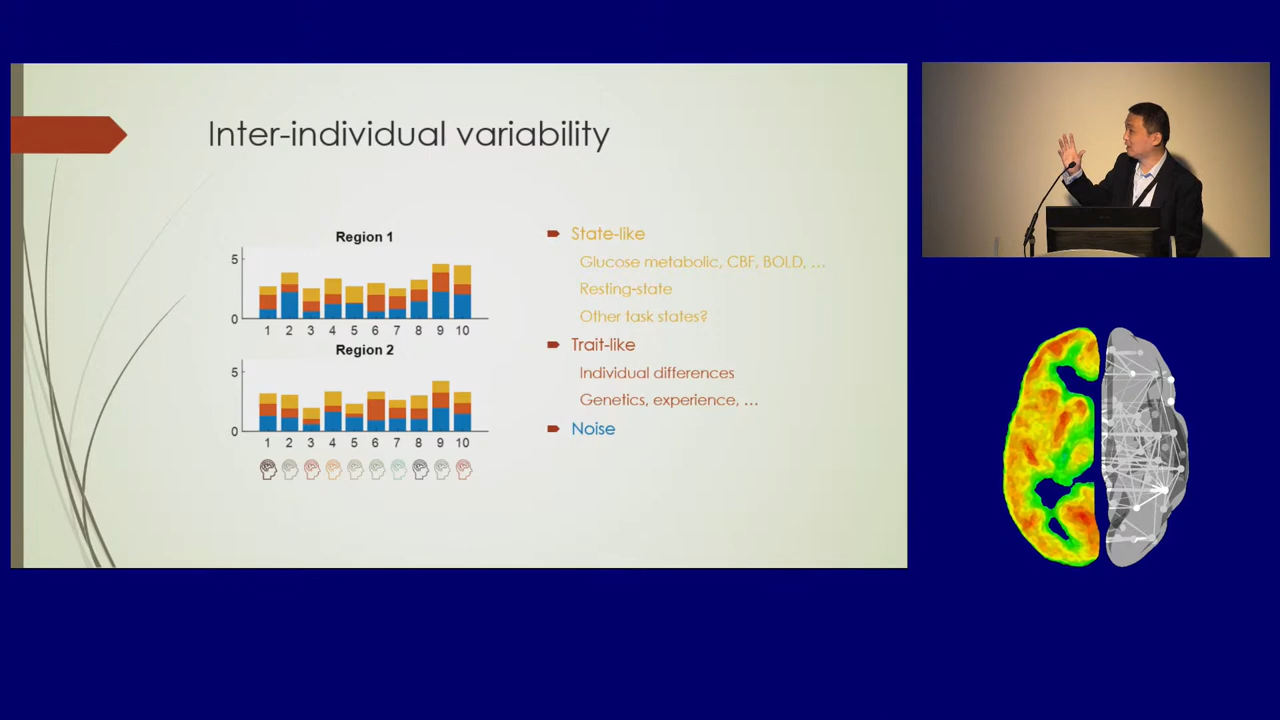 Inter-individual variability
Region 1
5
0
1 2 3 4 5 6 7 8 9 10
Region 2
5
0
1 2 3 4 5 6 7 8 9 10
State-like
Glucose metabolic, CBF, BOLD, ...
Resting-state
Other task states?
Trait-like
Individual differences
Genetics, experience, ...
Noise